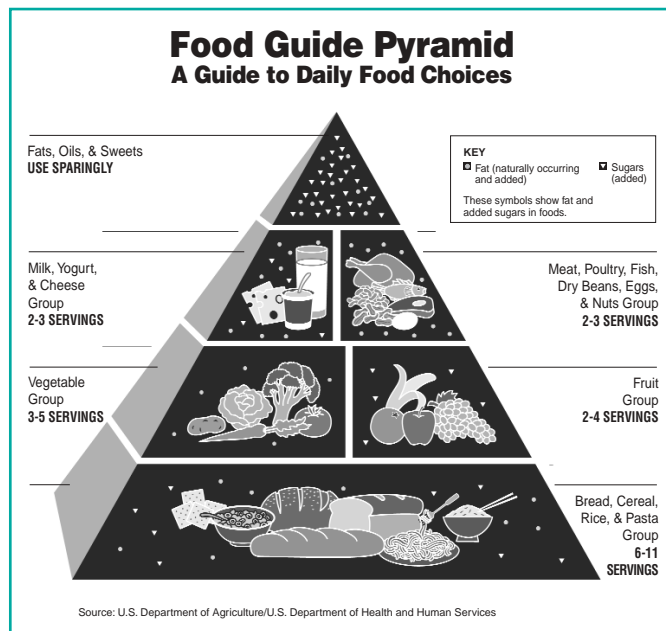 Food Guide Pyramid
A Guide to Daily Food Choices
Fats, Oils, & Sweets
USE SPARINGLY
KEY
Fat (naturally occurring
and added)
Sugars
(added)
These symbols show fat and
added sugars in foods.
Milk, Yogurt,
& Cheese
Group
2-3 SERVINGS
Meat, Poultry, Fish,
Dry Beans, Eggs,
& Nuts Group
2-3 SERVINGS
Vegetable
Group
3-5 SERVINGS
Fruit
Group
2-4 SERVINGS
Bread, Cereal,
Rice, & Pasta
Group
6-11
SERVINGS
Source: U.S. Department of Agriculture/U.S. Department of Health and Human Services